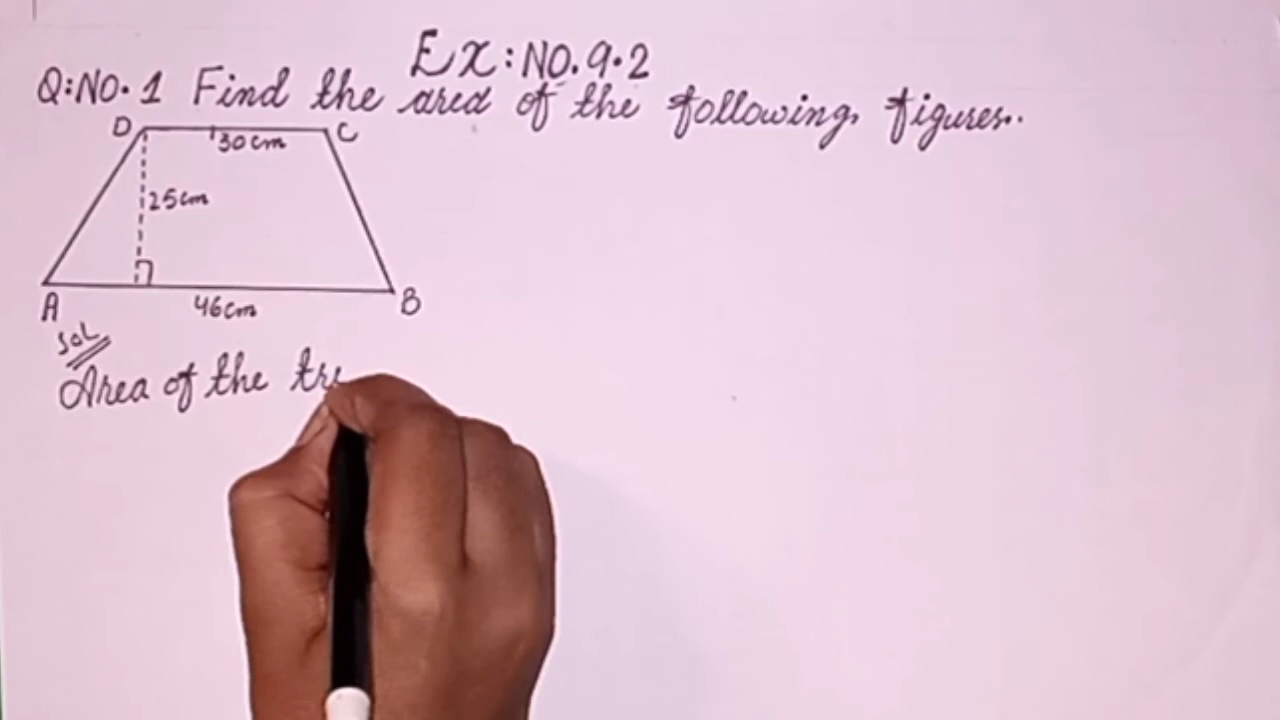 Ex:NO.9.2
Q:NO.1 Find the area of the following figures.
D 30cm C
25cm
A 46cm B
SOL
Area of the tr